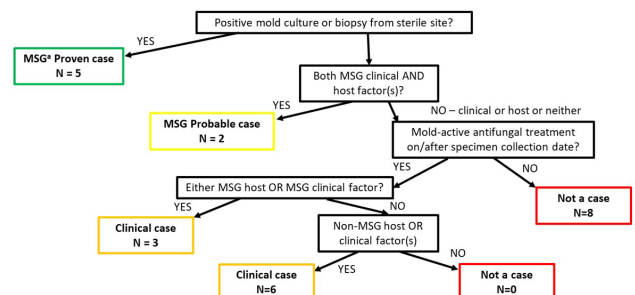 Positive mold culture or biopsy from sterile site?
YES
MSGª Proven case
N = 5
Both MSG clinical AND
host factor(s)?
YES
NO – clinical or host or neither
MSG Probable case
N = 2
Mold-active antifungal treatment
on/after specimen collection date?
YES
NO
Either MSG host OR MSG clinical factor?
Not a case
N=8
YES
NO
Clinical case
N = 3
Non-MSG host OR
clinical factor(s)
YES
NO
Clinical case
N=6
Not a case
N=0